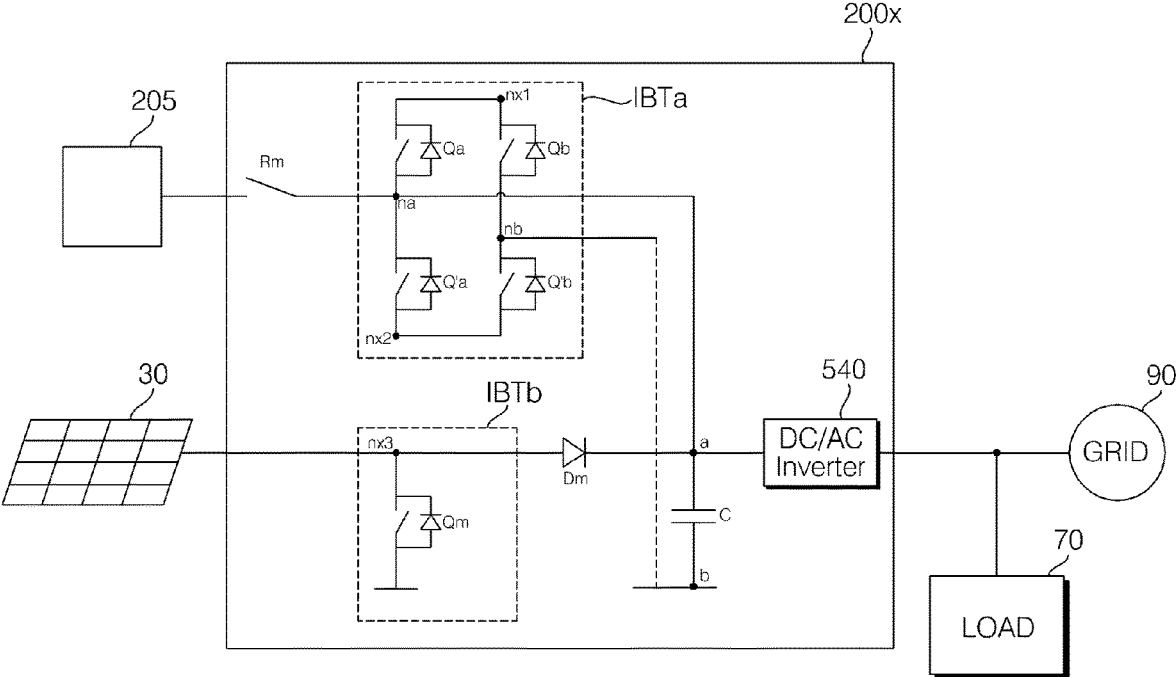 200x
205
IBTa
nx1
Qa
Qb
Rm
na
nb
Q'a
Q'b
nx2
30
IBTb
nx3
Dm
a
540
DC/AC
Inverter
90
GRID
Qm
C
b
70
LOAD